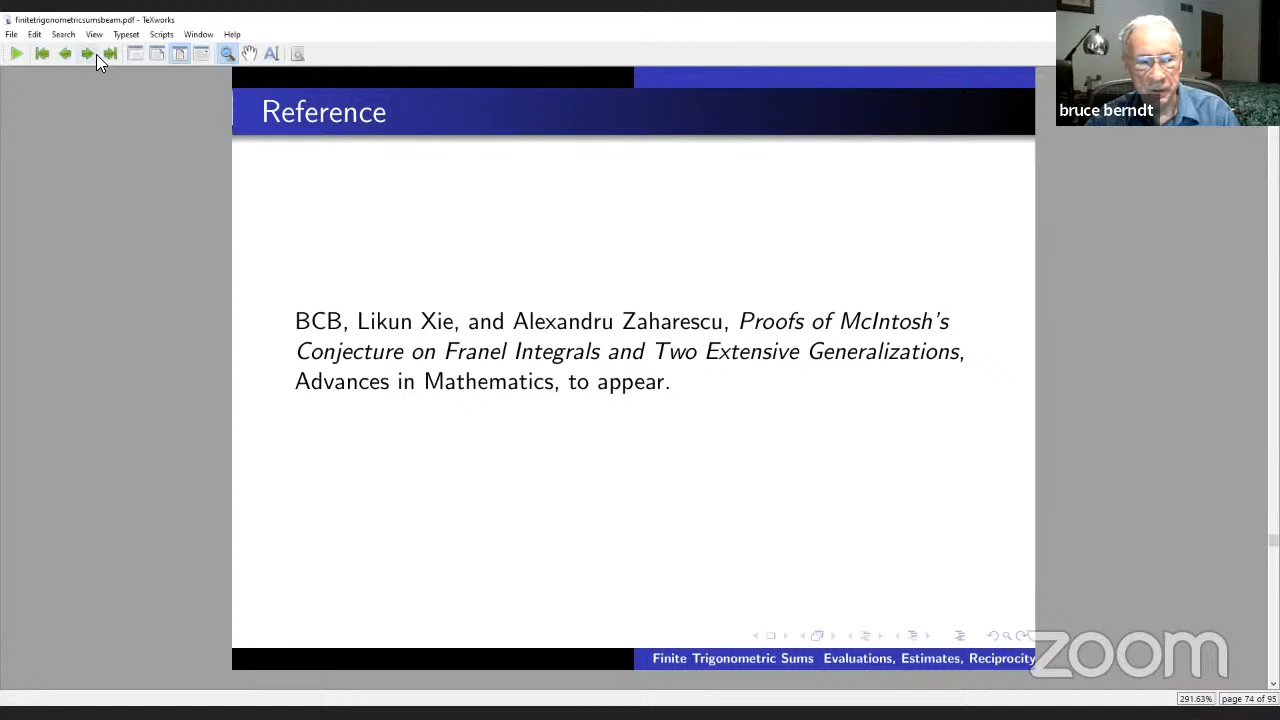 finitetrigonometricsumsbeam.pdf - TeXworks
File Edit Search View Typeset Scripts Window Help
bruce berndt
Reference
BCB, Likun Xie, and Alexandru Zaharescu, Proofs of McIntosh's
Conjecture on Franel Integrals and Two Extensive Generalizations,
Advances in Mathematics, to appear.
Finite Trigonometric Sums Evaluations, Estimates, Reciprocity
zoom
291.63% page 74 of 95